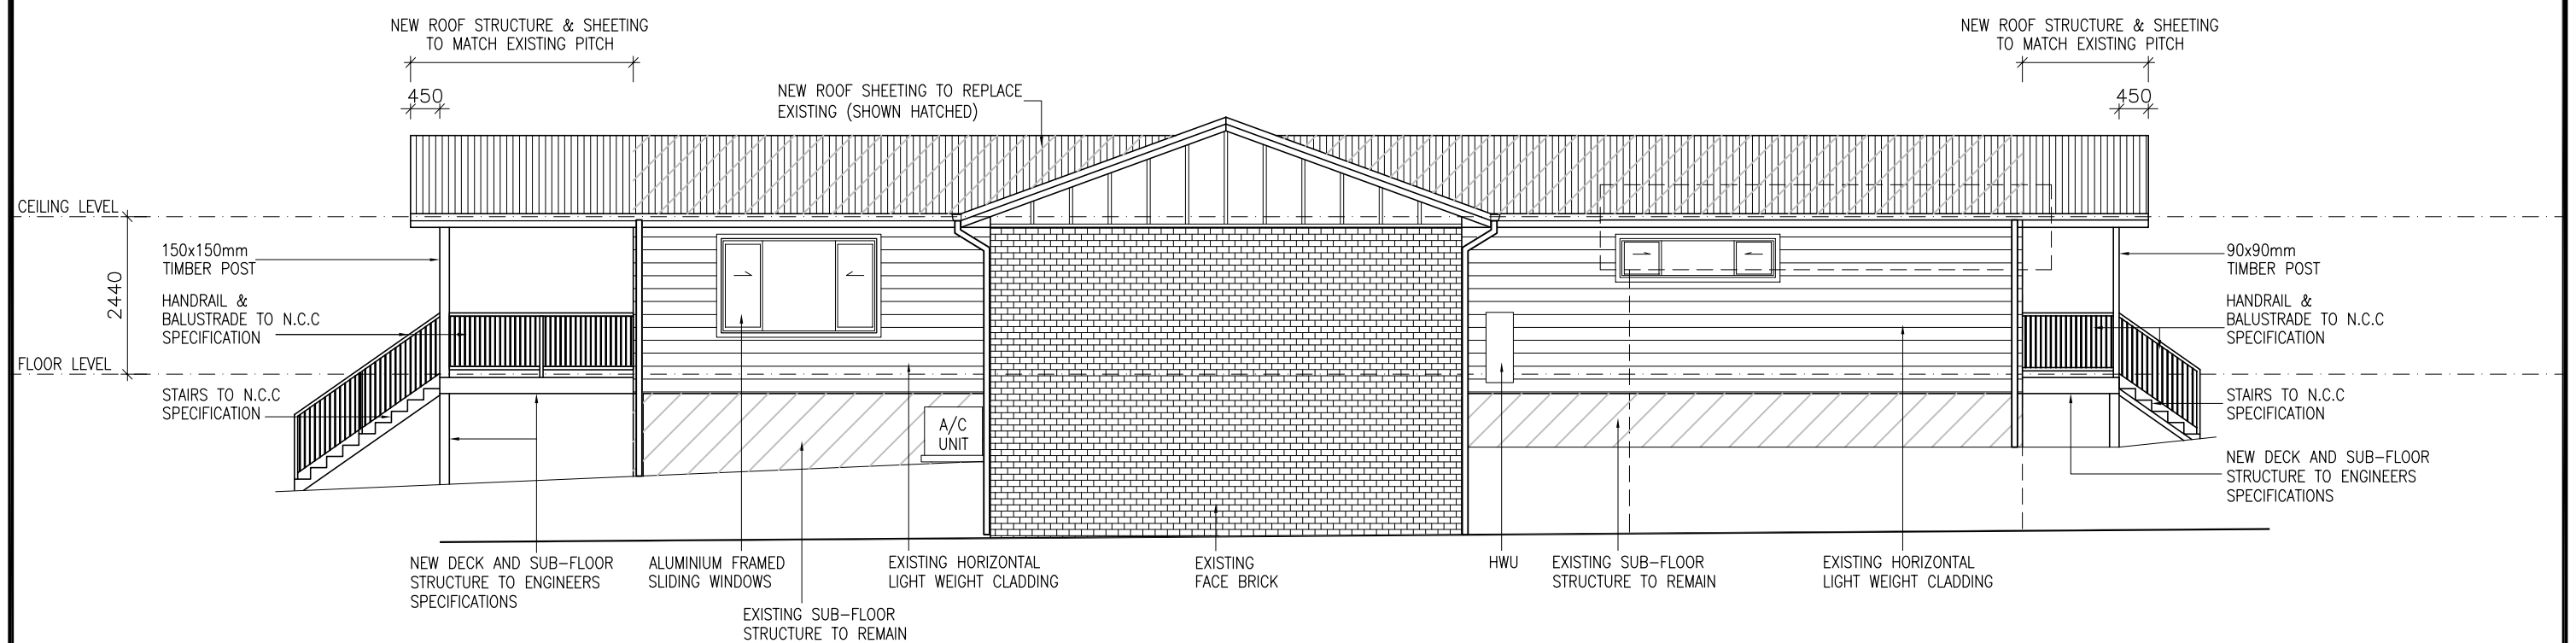 NEW ROOF STRUCTURE & SHEETING
TO MATCH EXISTING PITCH
450
NEW ROOF SHEETING TO REPLACE
EXISTING (SHOWN HATCHED)
NEW ROOF STRUCTURE & SHEETING
TO MATCH EXISTING PITCH
450
CEILING LEVEL
2440
FLOOR LEVEL
150x150mm
TIMBER POST
HANDRAIL &
BALUSTRADE TO N.C.C
SPECIFICATION
STAIRS TO N.C.C
SPECIFICATION
A/C
UNIT
90x90mm
TIMBER POST
HANDRAIL &
BALUSTRADE TO N.C.C
SPECIFICATION
STAIRS TO N.C.C
SPECIFICATION
NEW DECK AND SUB-FLOOR
STRUCTURE TO ENGINEERS
SPECIFICATIONS
NEW DECK AND SUB-FLOOR
STRUCTURE TO ENGINEERS
SPECIFICATIONS
ALUMINIUM FRAMED
SLIDING WINDOWS
EXISTING SUB-FLOOR
STRUCTURE TO REMAIN
EXISTING HORIZONTAL
LIGHT WEIGHT CLADDING
EXISTING
FACE BRICK
HWU
EXISTING SUB-FLOOR
STRUCTURE TO REMAIN
EXISTING HORIZONTAL
LIGHT WEIGHT CLADDING